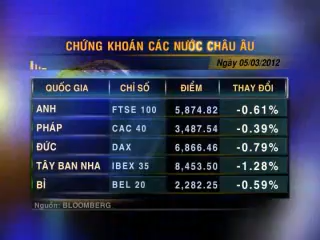 CHỨNG KHOÁN CÁC NƯỚC CHÂU ÂU
Ngày 05/03/2012
QUỐC GIA CHỈ SỐ ĐIỂM THAY ĐỔI
ANH FTSE 100 5,874.82 -0.61%
PHÁP CAC 40 3,487.54 -0.39%
ĐỨC DAX 6,866.46 -0.79%
TÂY BAN NHA IBEX 35 8,453.50 -1.28%
BỈ BEL 20 2,282.25 -0.59%
Nguồn: BLOOMBERG